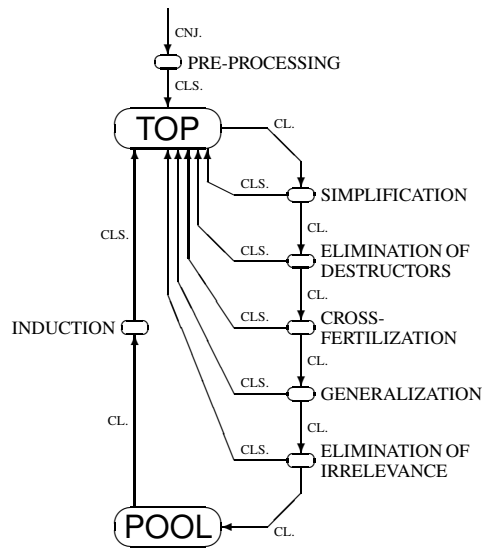 CNJ.
PRE-PROCESSING
CLS.
TOP
CL.
CLS.
SIMPLIFICATION
CL.
CLS.
CLS.
ELIMINATION OF
DESTRUCTORS
CL.
INDUCTION
CLS.
CROSS-
FERTILIZATION
CL.
CLS.
GENERALIZATION
CL.
CL.
CLS.
ELIMINATION OF
IRRELEVANCE
POOL
CL.